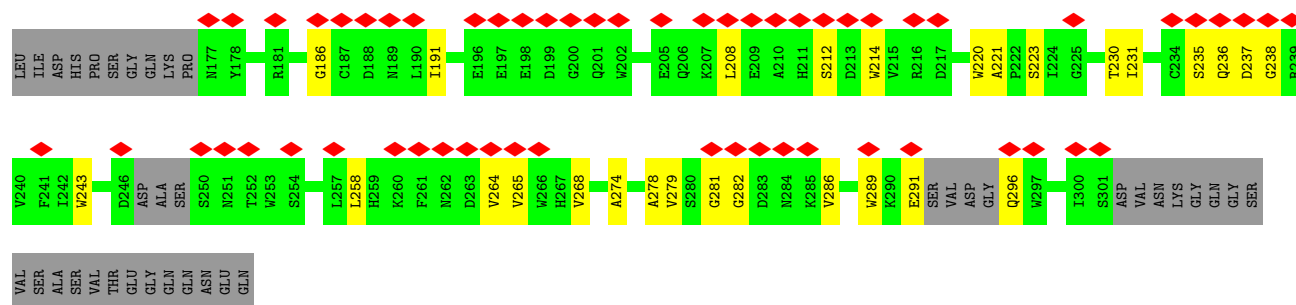 LEU ILE ASP HIS PRO SER GLY GLN LYS PRO N177 Y178 R181 G186 C187 D188 N189 L190 I191 E196 E197 E198 D199 G200 Q201 W202 E205 Q206 K207 L208 E209 A210 H211 S212 D213 W214 V215 R216 D217 W220 A221 P222 S223 I224 G225 T230 I231 C234 S235 Q236 D237 G238 R239
V240 F241 I242 W243 D246 ASP ALA SER S250 N251 T252 W253 S254 L257 L258 H259 K260 F261 N262 D263 V264 V265 W266 H267 V268 A274 A278 V279 S280 G281 G282 D283 N284 K285 V286 W289 K290 E291 SER VAL ASP GLY Q296 W297 I300 S301 ASP VAL ASN LYS GLY GLN GLY SER
VAL SER ALA SER VAL THR GLU GLY GLN GLN ASN GLU GLN